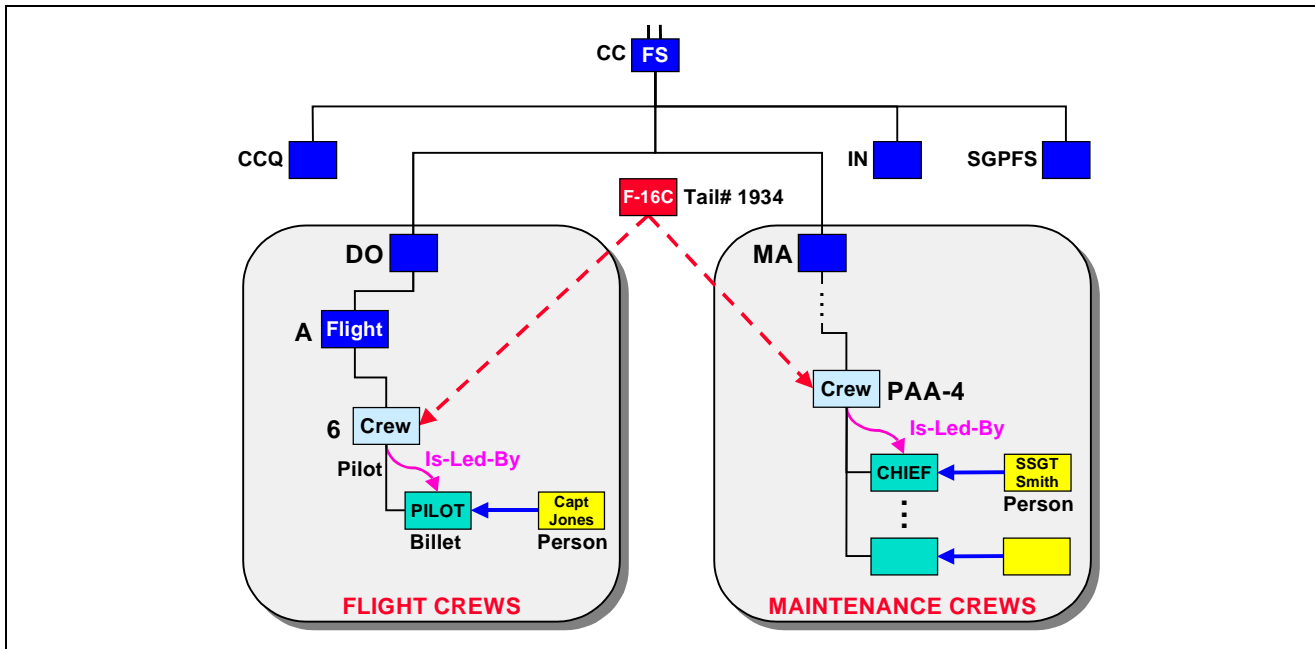 CC FS
CCQ
IN
SGPFS
F-16C Tail# 1934
DO
MA
A Flight
Crew PAA-4
6 Crew
Is-Led-By
Pilot
Is-Led-By
CHIEF
SSGT
Smith
Person
PILOT
Capt
Jones
Billet
Person
FLIGHT CREWS
MAINTENANCE CREWS